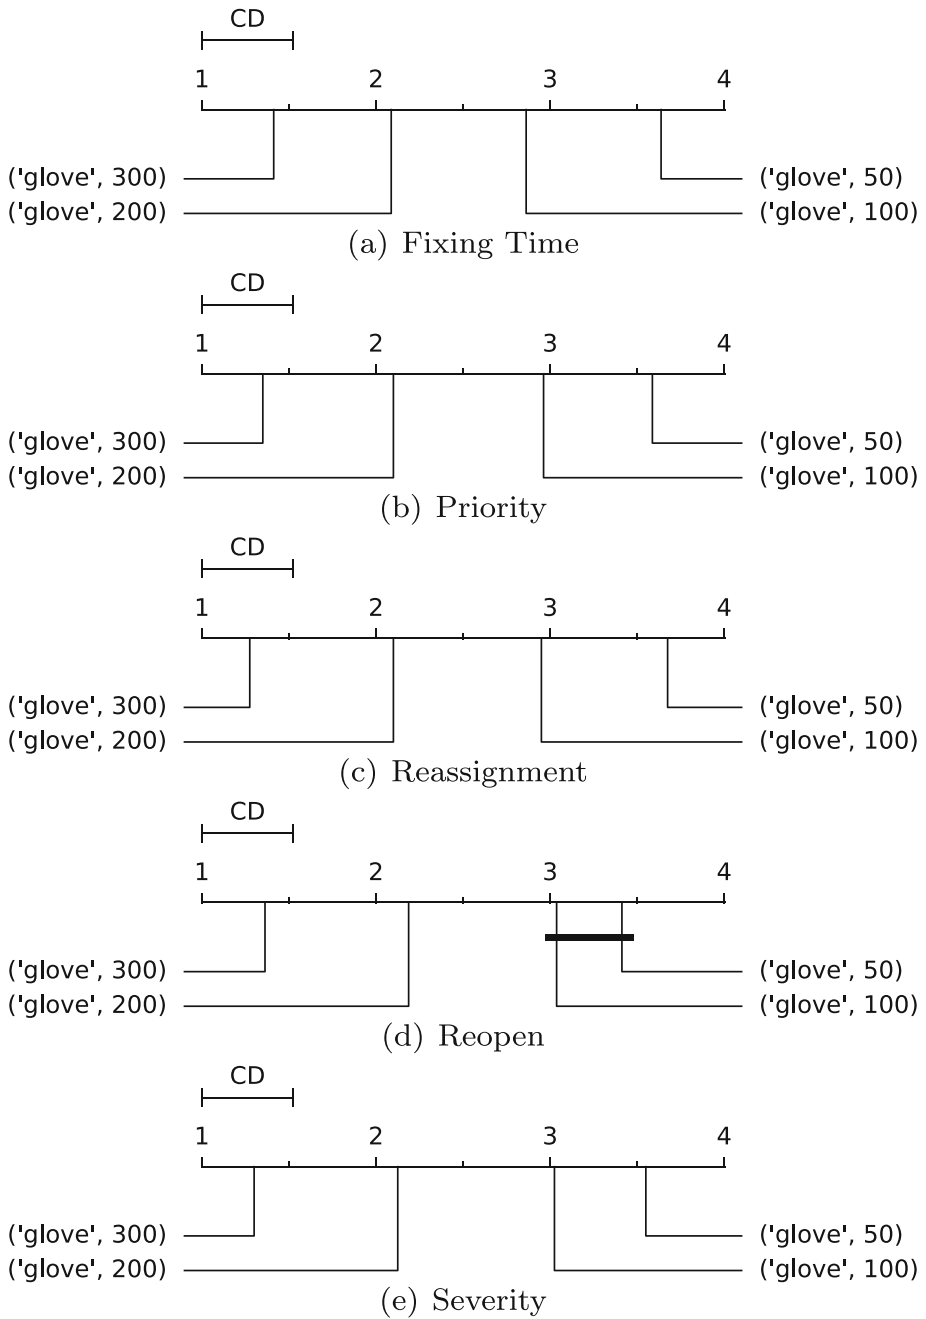 CD
1 2 3 4
('glove', 300) ('glove', 50)
('glove', 200) ('glove', 100)
(a) Fixing Time
CD
1 2 3 4
('glove', 300) ('glove', 50)
('glove', 200) ('glove', 100)
(b) Priority
CD
1 2 3 4
('glove', 300) ('glove', 50)
('glove', 200) ('glove', 100)
(c) Reassignment
CD
1 2 3 4
('glove', 300) ('glove', 50)
('glove', 200) ('glove', 100)
(d) Reopen
CD
1 2 3 4
('glove', 300) ('glove', 50)
('glove', 200) ('glove', 100)
(e) Severity